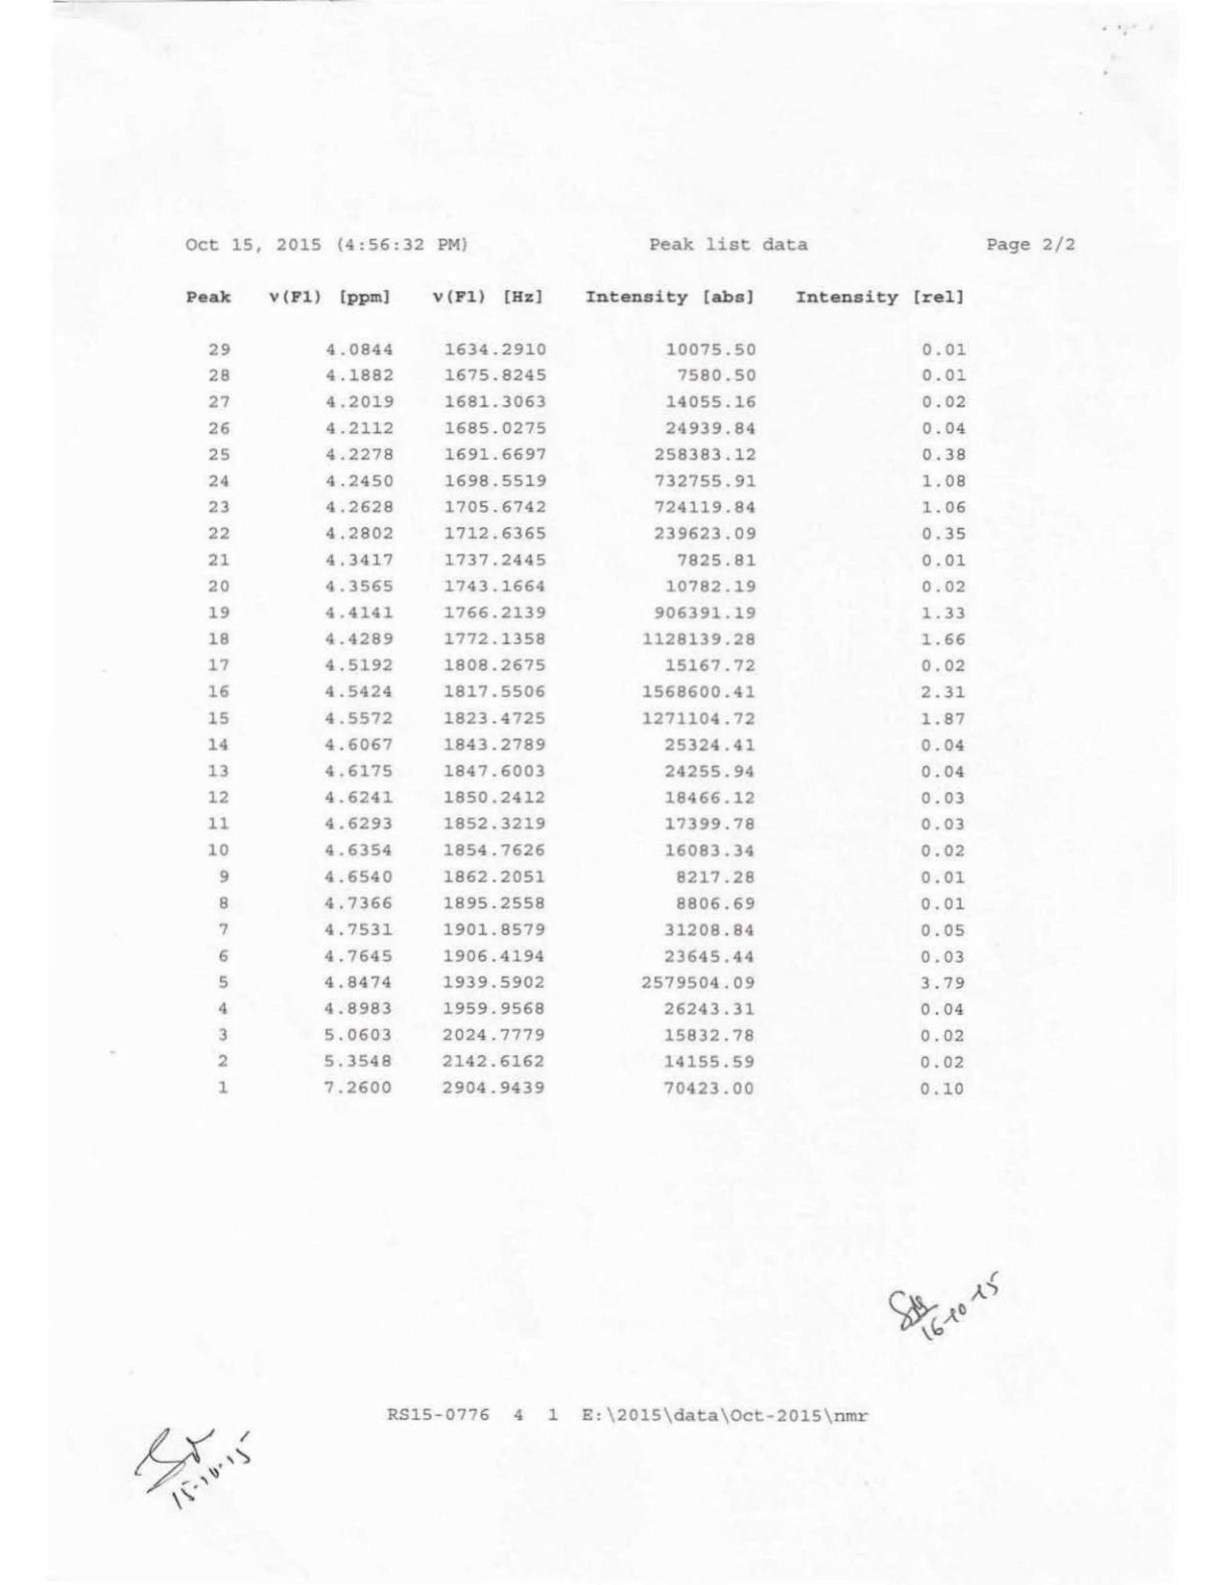 Oct 15, 2015 (4:56:32 PM) Peak list data Page 2/2
Peak ν(F1) [ppm] ν(F1) [Hz] Intensity [abs] Intensity [rel]
29 4.0844 1634.2910 10075.50 0.01
28 4.1882 1675.8245 7580.50 0.01
27 4.2019 1681.3063 14055.16 0.02
26 4.2112 1685.0275 24939.84 0.04
25 4.2278 1691.6697 258383.12 0.38
24 4.2450 1698.5519 732755.91 1.08
23 4.2628 1705.6742 724119.84 1.06
22 4.2802 1712.6365 239623.09 0.35
21 4.3417 1737.2445 7825.81 0.01
20 4.3565 1743.1664 10782.19 0.02
19 4.4141 1766.2139 906391.19 1.33
18 4.4289 1772.1358 1128139.28 1.66
17 4.5192 1808.2675 15167.72 0.02
16 4.5424 1817.5506 1568600.41 2.31
15 4.5572 1823.4725 1271104.72 1.87
14 4.6067 1843.2789 25324.41 0.04
13 4.6175 1847.6003 24255.94 0.04
12 4.6241 1850.2412 18466.12 0.03
11 4.6293 1852.3219 17399.78 0.03
10 4.6354 1854.7626 16083.34 0.02
9 4.6540 1862.2051 8217.28 0.01
8 4.7366 1895.2558 8806.69 0.01
7 4.7531 1901.8579 31208.84 0.05
6 4.7645 1906.4194 23645.44 0.03
5 4.8474 1939.5902 2579504.09 3.79
4 4.8983 1959.9568 26243.31 0.04
3 5.0603 2024.7779 15832.78 0.02
2 5.3548 2142.6162 14155.59 0.02
1 7.2600 2904.9439 70423.00 0.10
16-10-15
RS15-0776 4 1 E:\2015\data\Oct-2015\nmr
15-10-15